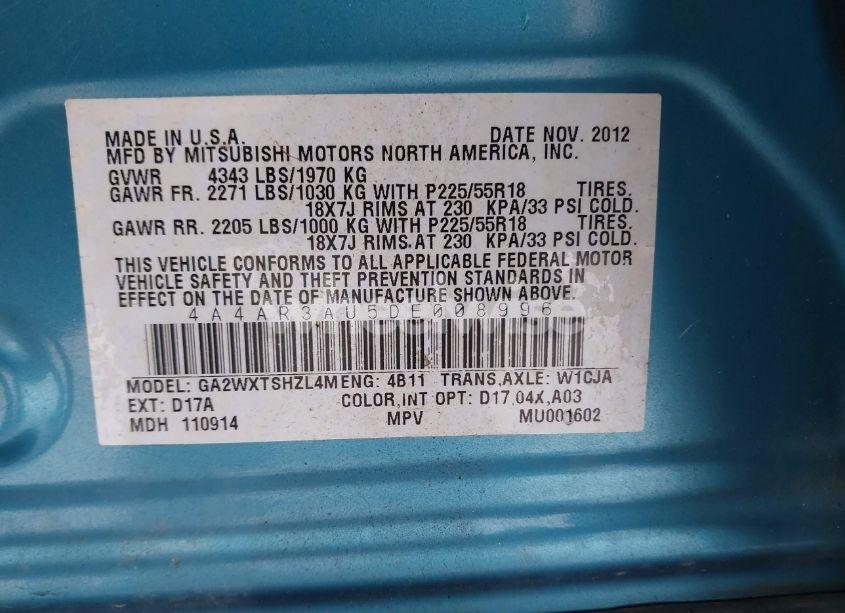 MADE IN U.S.A. DATE NOV. 2012
MFD BY MITSUBISHI MOTORS NORTH AMERICA, INC.
GVWR 4343 LBS/1970 KG
GAWR FR. 2271 LBS/1030 KG WITH P225/55R18 TIRES.
18X7J RIMS AT 230 KPA/33 PSI COLD.
GAWR RR. 2205 LBS/1000 KG WITH P225/55R18 TIRES.
18X7J RIMS AT 230 KPA/33 PSI COLD.
THIS VEHICLE CONFORMS TO ALL APPLICABLE FEDERAL MOTOR
VEHICLE SAFETY AND THEFT PREVENTION STANDARDS IN
EFFECT ON THE DATE OF MANUFACTURE SHOWN ABOVE.
4A4AR3AU5DE008996
MODEL: GA2WXTSHZL4M ENG: 4B11 TRANS,AXLE: W1CJA
EXT: D17A COLOR,INT OPT: D17,04X,A03
MDH 110914 MPV MU001602